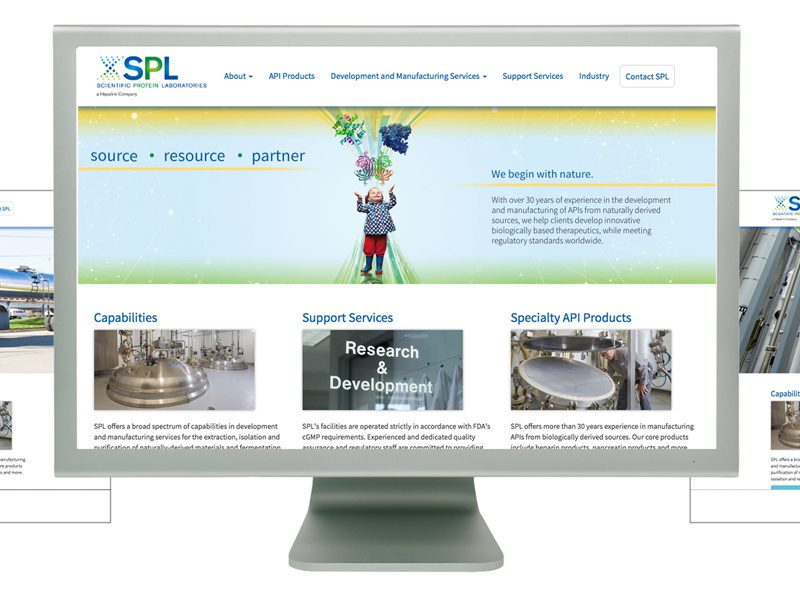 SPL
SCIENTIFIC PROTEIN LABORATORIES
a Hepalink Company
About
API Products
Development and Manufacturing Services
Support Services
Industry
Contact SPL
source • resource • partner
We begin with nature.
With over 30 years of experience in the development
and manufacturing of APIs from naturally derived
sources, we help clients develop innovative
biologically based therapeutics, while meeting
regulatory standards worldwide.
Capabilities
SPL offers a broad spectrum of capabilities in development
and manufacturing services for the extraction, isolation and
purification of naturally-derived materials and fermentation
Support Services
Research
&
Development
SPL's facilities are operated strictly in accordance with FDA's
cGMP requirements. Experienced and dedicated quality
assurance and regulatory staff are committed to providing
Specialty API Products
SPL offers more than 30 years experience in manufacturing
APIs from biologically derived sources. Our core products
include heparin products, pancreatin products and more.
SPL
manufacturing
products
and more.
SCIENTIFIC
a Hepalink Company
SPL offers a
and manufac
purification of
isolation and